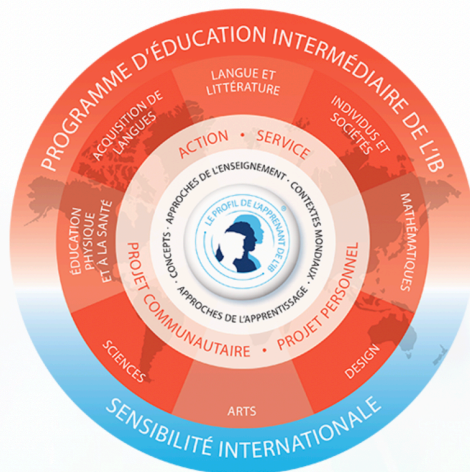 PROGRAMME D'ÉDUCATION INTERMÉDIAIRE DE L'IB
LANGUE ET
LITTÉRATURE
ACQUISITION DE
LANGUES
INDIVIDUS ET
SOCIÉTÉS
ÉDUCATION
PHYSIQUE
ET À LA SANTÉ
MATHÉMATIQUES
SCIENCES
ARTS
DESIGN
ACTION • SERVICE
PROJET COMMUNAUTAIRE • PROJET PERSONNEL
APPROCHES DE L'ENSEIGNEMENT • CONTEXTES MONDIAUX •
APPROCHES DE L'APPRENTISSAGE • CONCEPTS •
LE PROFIL DE L'APPRENANT DE L'IB
®
SENSIBILITÉ INTERNATIONALE